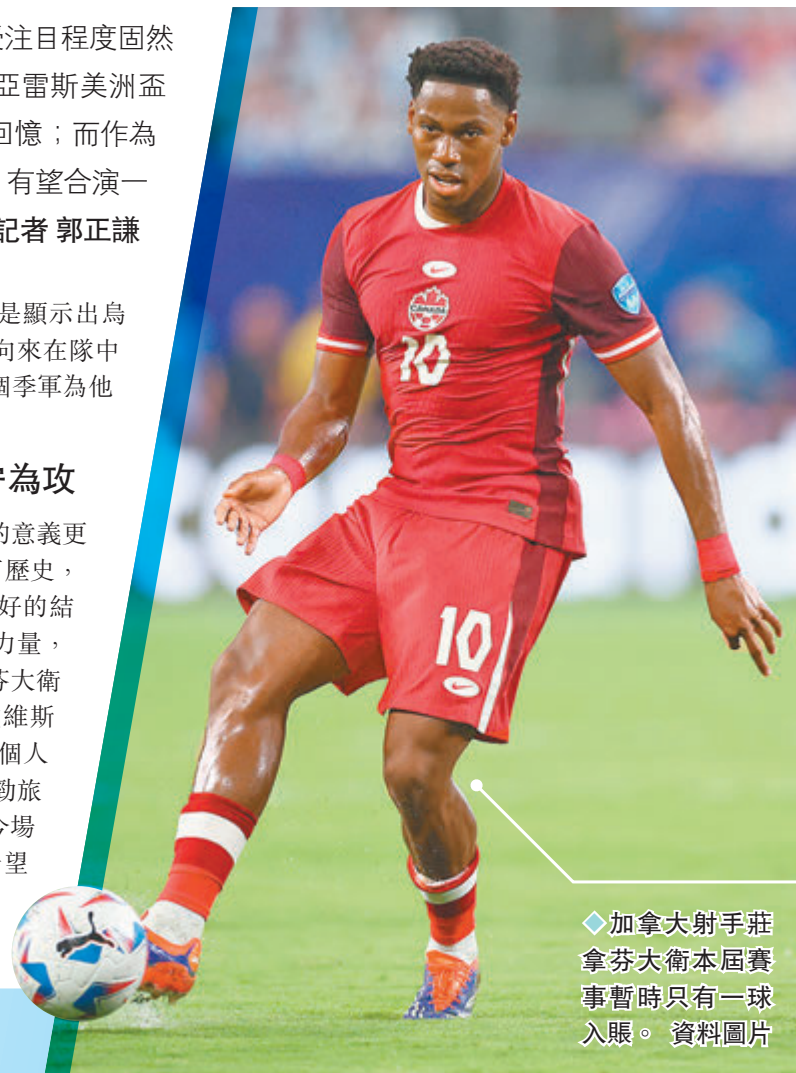 受注目程度固然
亞雷斯美洲盃
回憶；而作為
有望合演一
記者 郭正謙
是顯示出烏
向來在隊中
個季軍為他
守為攻
的意義更
歷史，
好的結
力量，
芬大衛
維斯
個人
勁旅
今場
望
CANADA
10
10
◆加拿大射手莊
拿芬大衛本屆賽
事暫時只有一球
入賬。 資料圖片